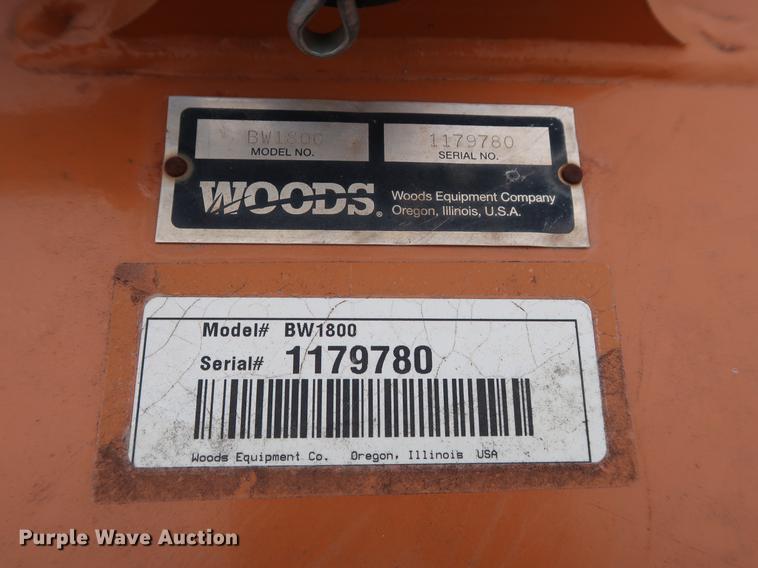 BW1800 1179780
MODEL NO. SERIAL NO.
WOODS® Woods Equipment Company
Oregon, Illinois, U.S.A.
Model# BW1800
Serial# 1179780
Woods Equipment Co. Oregon, Illinois USA
Purple Wave Auction